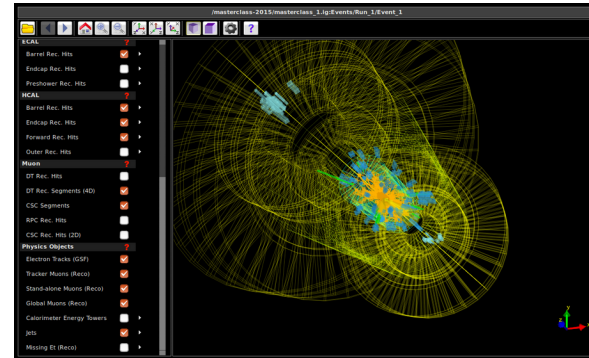 /masterclass-2015/masterclass_1.ig:Events/Run_1/Event_1
?
ECAL ?
Barrel Rec. Hits
Endcap Rec. Hits
Preshower Rec. Hits
HCAL ?
Barrel Rec. Hits
Endcap Rec. Hits
Forward Rec. Hits
Outer Rec. Hits
Muon ?
DT Rec. Hits
DT Rec. Segments (4D)
CSC Segments
RPC Rec. Hits
CSC Rec. Hits (2D)
Physics Objects ?
Electron Tracks (GSF)
Tracker Muons (Reco)
Stand-alone Muons (Reco)
Global Muons (Reco)
Calorimeter Energy Towers
Jets
Missing Et (Reco)
y
z
x